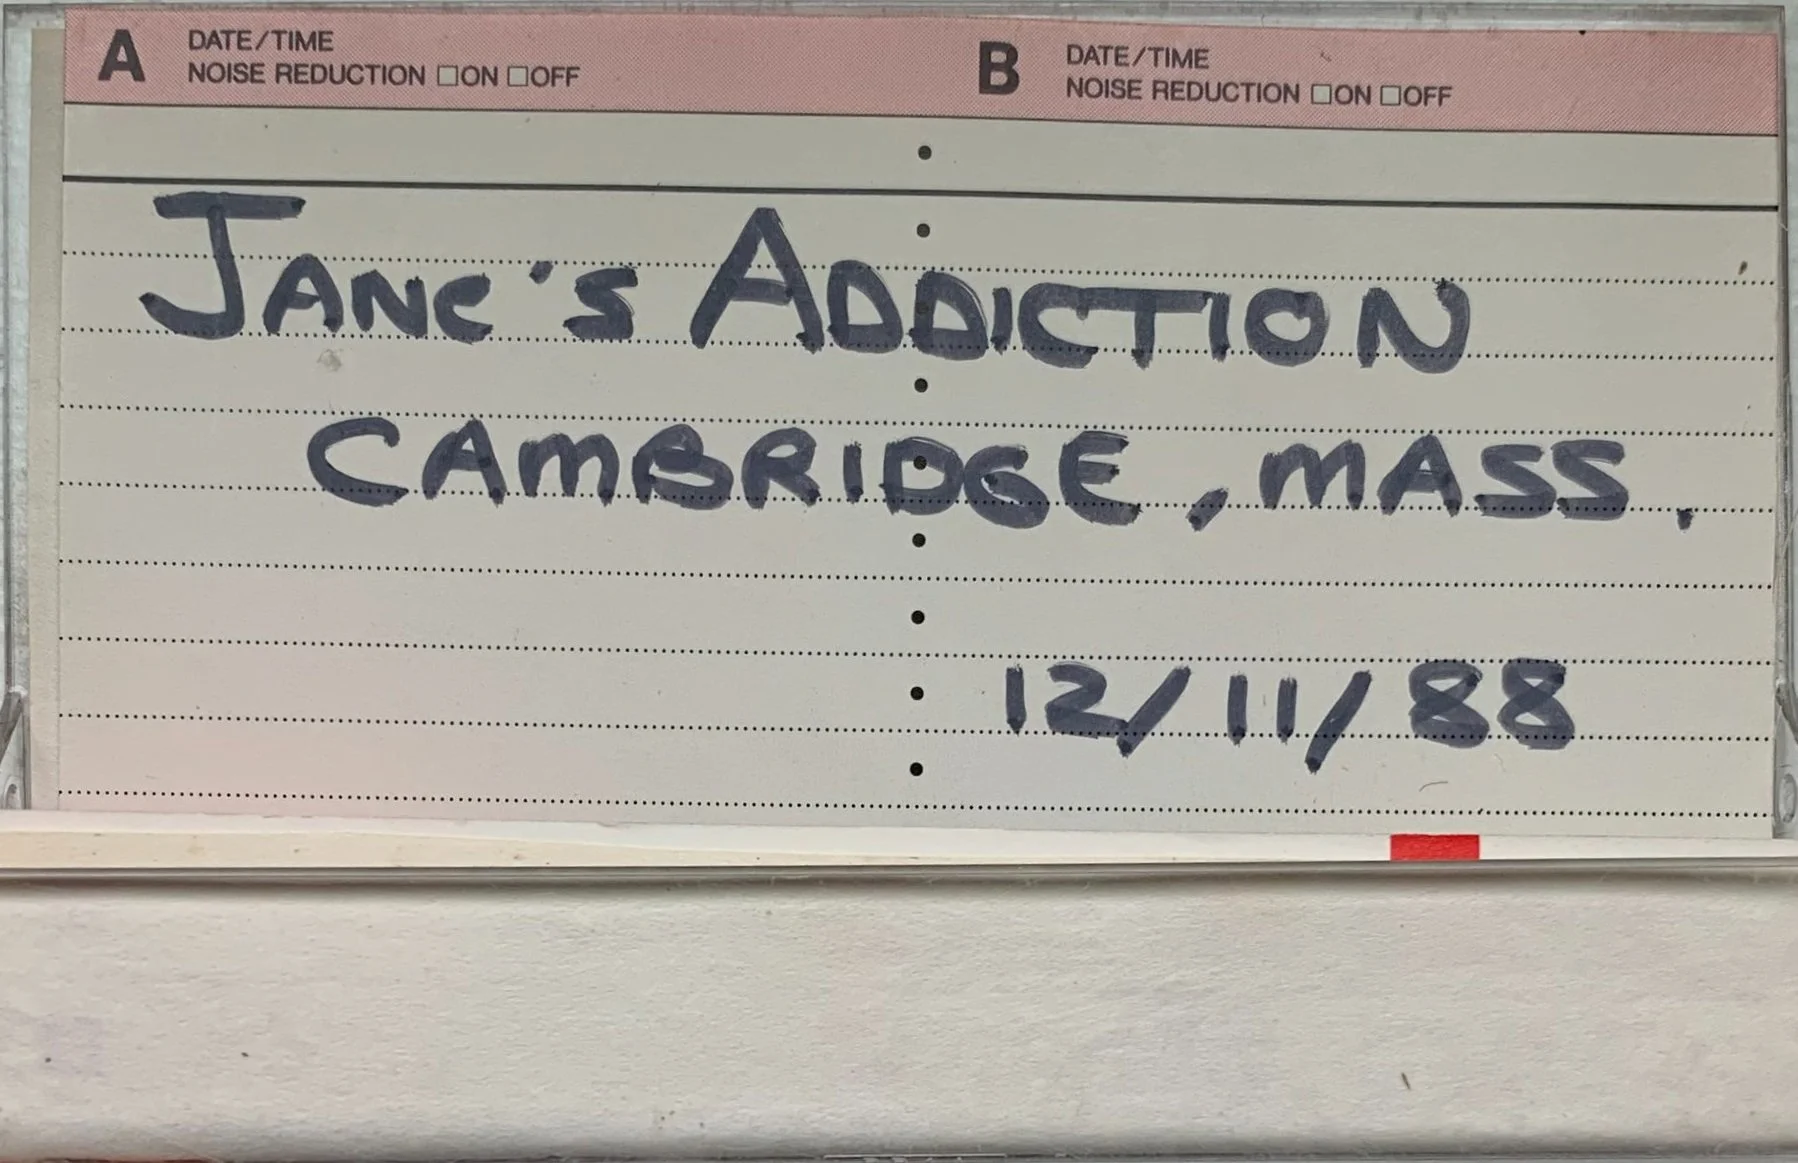 A DATE/TIME
NOISE REDUCTION □ON □OFF
B DATE/TIME
NOISE REDUCTION □ON □OFF
JANE'S ADDICTION
CAMBRIDGE, MASS.
12/11/88